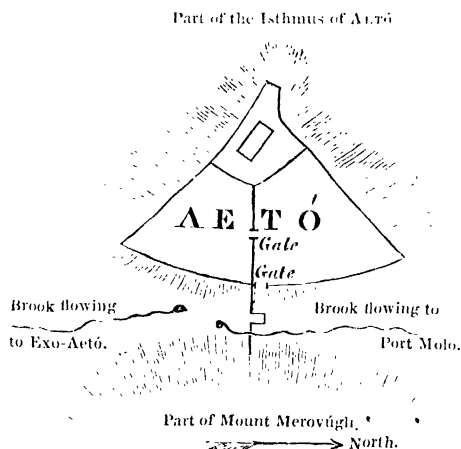 Part of the Isthmus of AETÓ
AETÓ
Gate
Gate
Brook flowing
to Exo-Aetó.
Brook flowing to
Port Molo.
Part of Mount Merovúgli.
North.